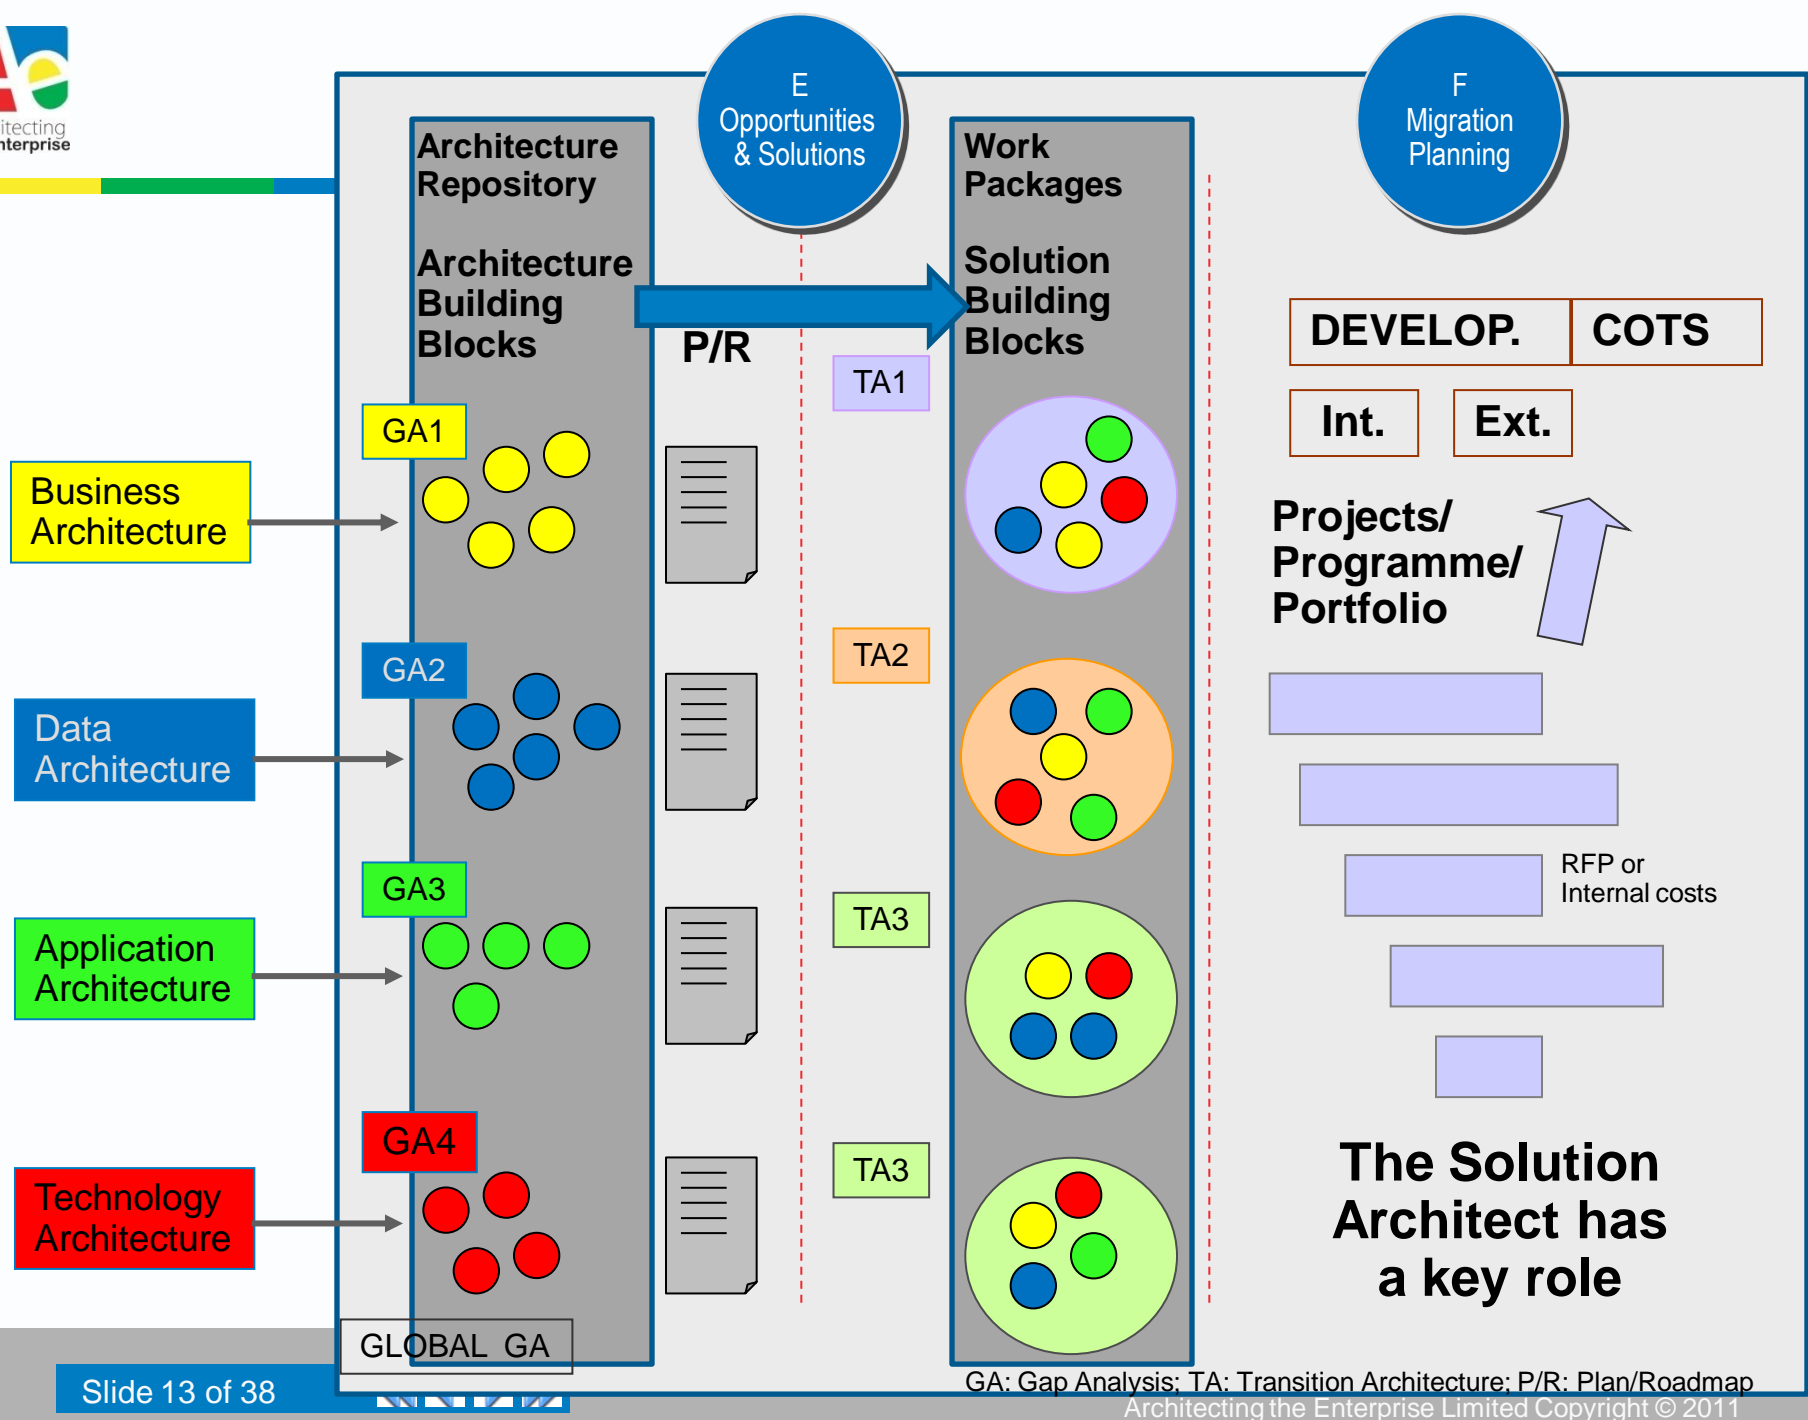 itecting
nterprise
E
Opportunities
& Solutions
F
Migration
Planning
Architecture
Repository
Architecture
Building
Blocks
P/R
Work
Packages
Solution
Building
Blocks
DEVELOP.
COTS
Int.
Ext.
Projects/
Programme/
Portfolio
RFP or
Internal costs
The Solution
Architect has
a key role
TA1
TA2
TA3
TA3
GA1
Business
Architecture
GA2
Data
Architecture
GA3
Application
Architecture
GA4
Technology
Architecture
GLOBAL GA
GA: Gap Analysis; TA: Transition Architecture; P/R: Plan/Roadmap
Slide 13 of 38
Architecting the Enterprise Limited Copyright © 2011